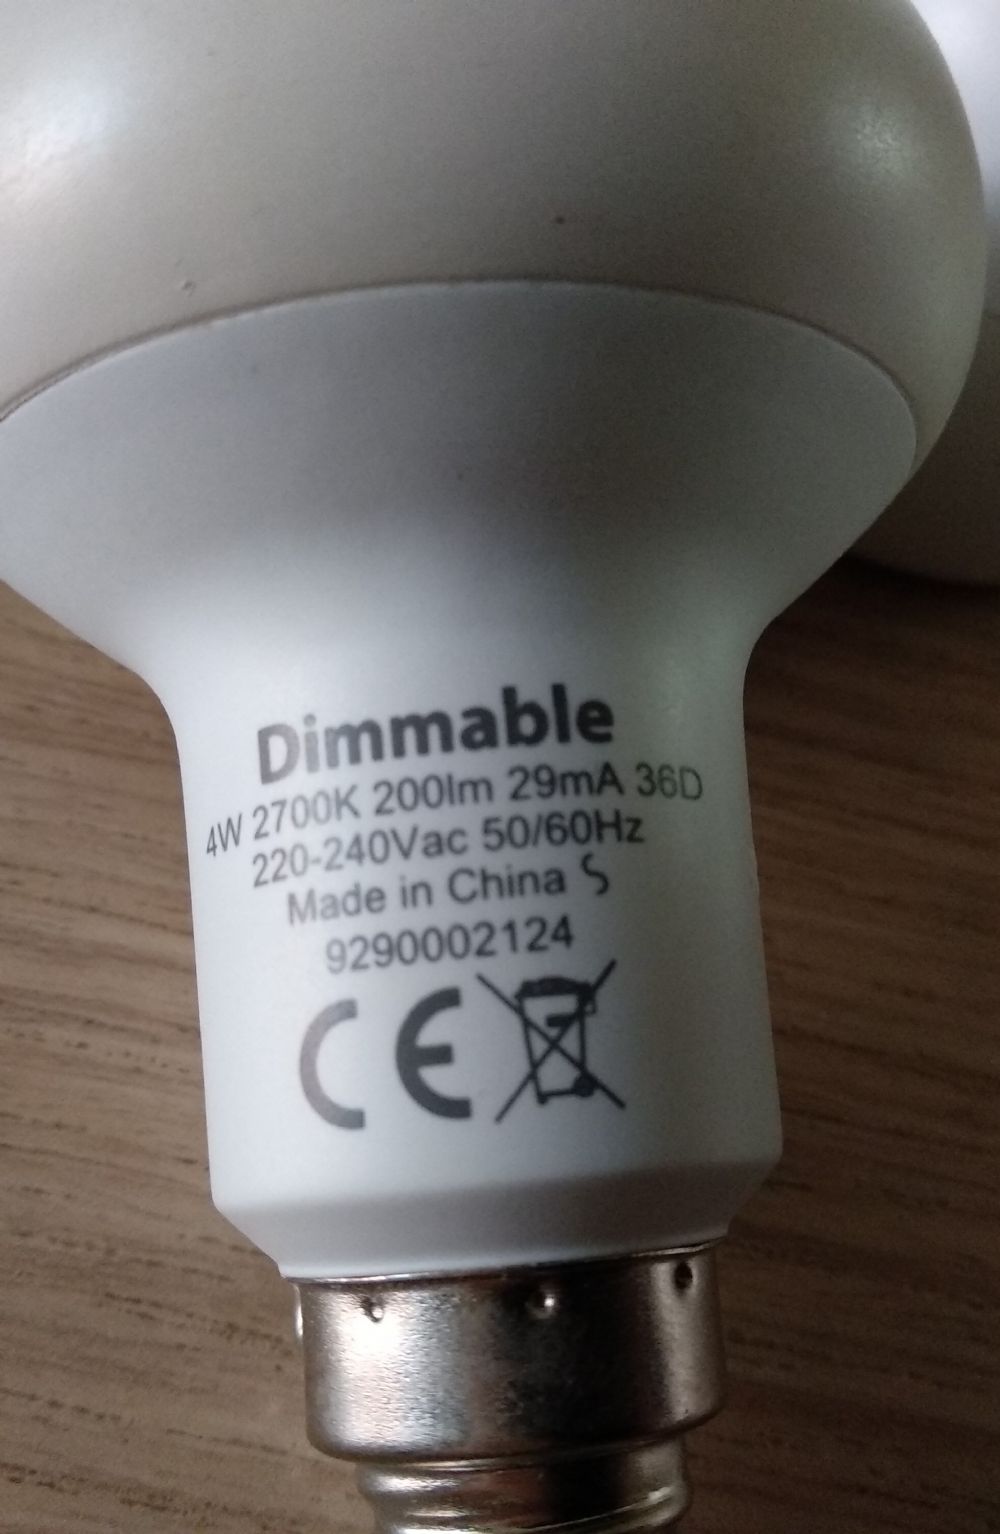 Dimmable
4W 2700K 200lm 29mA 36D
220-240Vac 50/60Hz
Made in China S
9290002124
CE